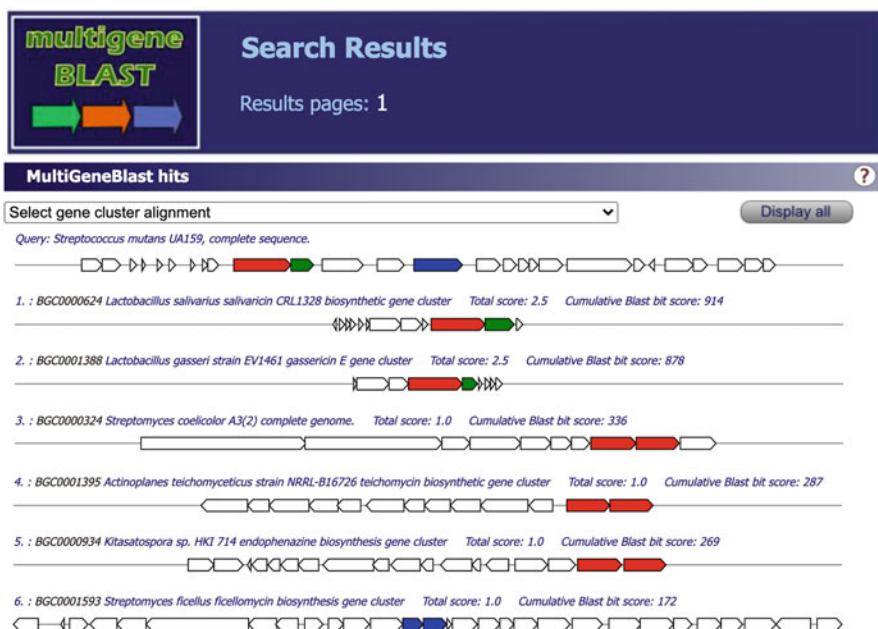 multigene
BLAST
Search Results
Results pages: 1
MultiGeneBlast hits
?
Select gene cluster alignment
Display all
Query: Streptococcus mutans UA159, complete sequence.
1. : BGC0000624 Lactobacillus salivarius salivaricin CRL1328 biosynthetic gene cluster Total score: 2.5 Cumulative Blast bit score: 914
2. : BGC0001388 Lactobacillus gasseri strain EV1461 gassericin E gene cluster Total score: 2.5 Cumulative Blast bit score: 878
3. : BGC0000324 Streptomyces coelicolor A3(2) complete genome. Total score: 1.0 Cumulative Blast bit score: 336
4. : BGC0001395 Actinoplanes teichomyceticus strain NRRL-B16726 teichomycin biosynthetic gene cluster Total score: 1.0 Cumulative Blast bit score: 287
5. : BGC0000934 Kitasatospora sp. HKI 714 endophenazine biosynthesis gene cluster Total score: 1.0 Cumulative Blast bit score: 269
6. : BGC0001593 Streptomyces ficellus ficellomycin biosynthesis gene cluster Total score: 1.0 Cumulative Blast bit score: 172